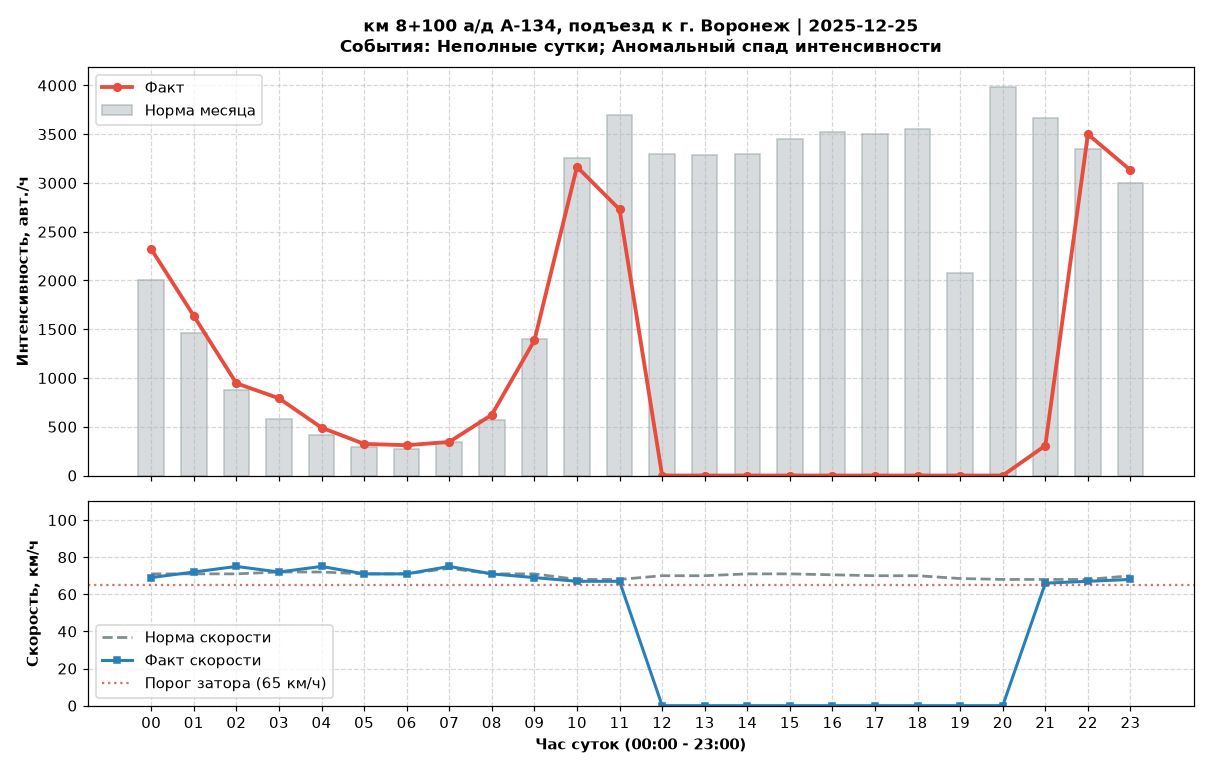 км 8+100 а/д А-134, подъезд к г. Воронеж | 2025-12-25
События: Неполные сутки; Аномальный спад интенсивности
Интенсивность, авт./ч
4000
3500
3000
2500
2000
1500
1000
500
0
Факт
Норма месяца
Скорость, км/ч
100
80
60
40
20
0
Норма скорости
Факт скорости
Порог затора (65 км/ч)
00 01 02 03 04 05 06 07 08 09 10 11 12 13 14 15 16 17 18 19 20 21 22 23
Час суток (00:00 - 23:00)